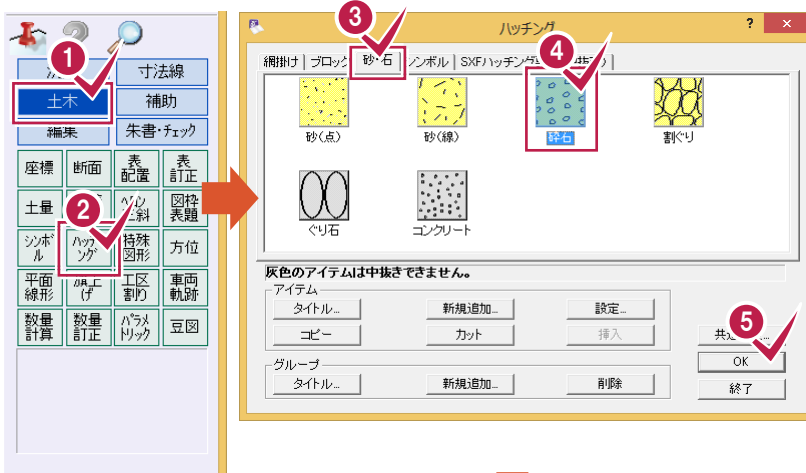 1
寸法線
土木
補助
編集
朱書・チェック
座標
断面
表配置
表訂正
土量
2
図枠表題
シンボル
ハッチング
特殊図形
方位
平面線形
工区割り
車両軌跡
数量計算
数量訂正
パラメトリック
豆図
ハッチング
?
×
3
4
網掛け
ブロック
砂・石
シンボル
SXFハッチング
砂(点)
砂(線)
砕石
割ぐり
ぐり石
コンクリート
灰色のアイテムは中抜きできません。
アイテム
タイトル...
新規追加...
設定...
コピー
カット
挿入
グループ
タイトル...
新規追加...
削除
5
OK
終了